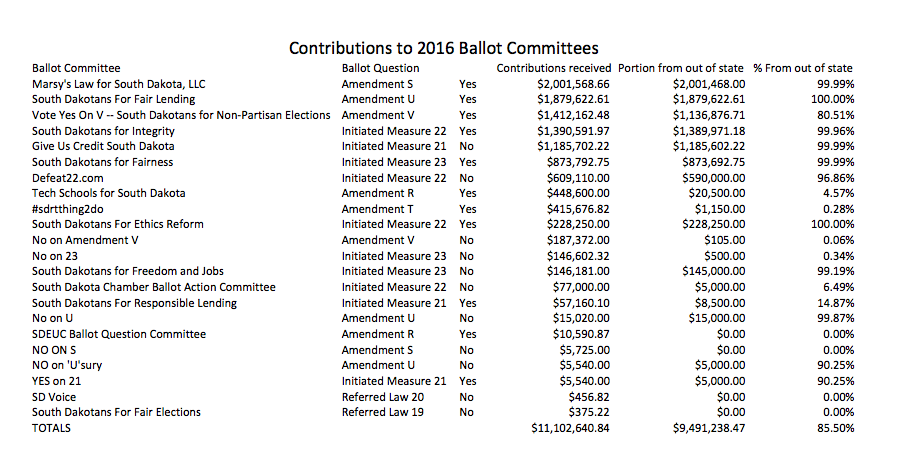 Contributions to 2016 Ballot Committees
Ballot Committee Ballot Question Contributions received Portion from out of state % From out of state
Marsy's Law for South Dakota, LLC Amendment S Yes $2,001,568.66 $2,001,468.00 99.99%
South Dakotans For Fair Lending Amendment U Yes $1,879,622.61 $1,879,622.61 100.00%
Vote Yes On V -- South Dakotans for Non-Partisan Elections Amendment V Yes $1,412,162.48 $1,136,876.71 80.51%
South Dakotans for Integrity Initiated Measure 22 Yes $1,390,591.97 $1,389,971.18 99.96%
Give Us Credit South Dakota Initiated Measure 21 No $1,185,702.22 $1,185,602.22 99.99%
South Dakotans for Fairness Initiated Measure 23 Yes $873,792.75 $873,692.75 99.99%
Defeat22.com Initiated Measure 22 No $609,110.00 $590,000.00 96.86%
Tech Schools for South Dakota Amendment R Yes $448,600.00 $20,500.00 4.57%
#sdrtthing2do Amendment T Yes $415,676.82 $1,150.00 0.28%
South Dakotans For Ethics Reform Initiated Measure 22 Yes $228,250.00 $228,250.00 100.00%
No on Amendment V Amendment V No $187,372.00 $105.00 0.06%
No on 23 Initiated Measure 23 No $146,602.32 $500.00 0.34%
South Dakotans for Freedom and Jobs Initiated Measure 23 No $146,181.00 $145,000.00 99.19%
South Dakota Chamber Ballot Action Committee Initiated Measure 22 No $77,000.00 $5,000.00 6.49%
South Dakotans For Responsible Lending Initiated Measure 21 Yes $57,160.10 $8,500.00 14.87%
No on U Amendment U No $15,020.00 $15,000.00 99.87%
SDEUC Ballot Question Committee Amendment R Yes $10,590.87 $0.00 0.00%
NO ON S Amendment S No $5,725.00 $0.00 0.00%
NO on 'U'sury Amendment U No $5,540.00 $5,000.00 90.25%
YES on 21 Initiated Measure 21 Yes $5,540.00 $5,000.00 90.25%
SD Voice Referred Law 20 No $456.82 $0.00 0.00%
South Dakotans For Fair Elections Referred Law 19 No $375.22 $0.00 0.00%
TOTALS $11,102,640.84 $9,491,238.47 85.50%